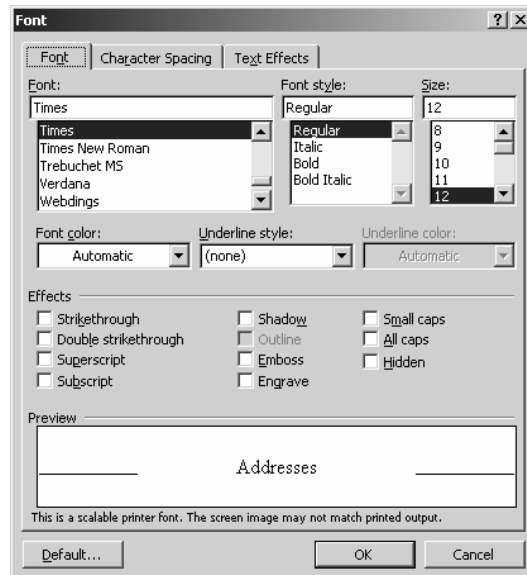 Font
Font Character Spacing Text Effects
Font: Font style: Size:
Times Regular 12
Times Regular 8
Times New Roman Italic 9
Trebuchet MS Bold 10
Verdana Bold Italic 11
Webdings 12
Font color: Underline style: Underline color:
Automatic (none) Automatic
Effects
Strikethrough Shadow Small caps
Double strikethrough Outline All caps
Superscript Emboss Hidden
Subscript Engrave
Preview
Addresses
This is a scalable printer font. The screen image may not match printed output.
Default... OK Cancel